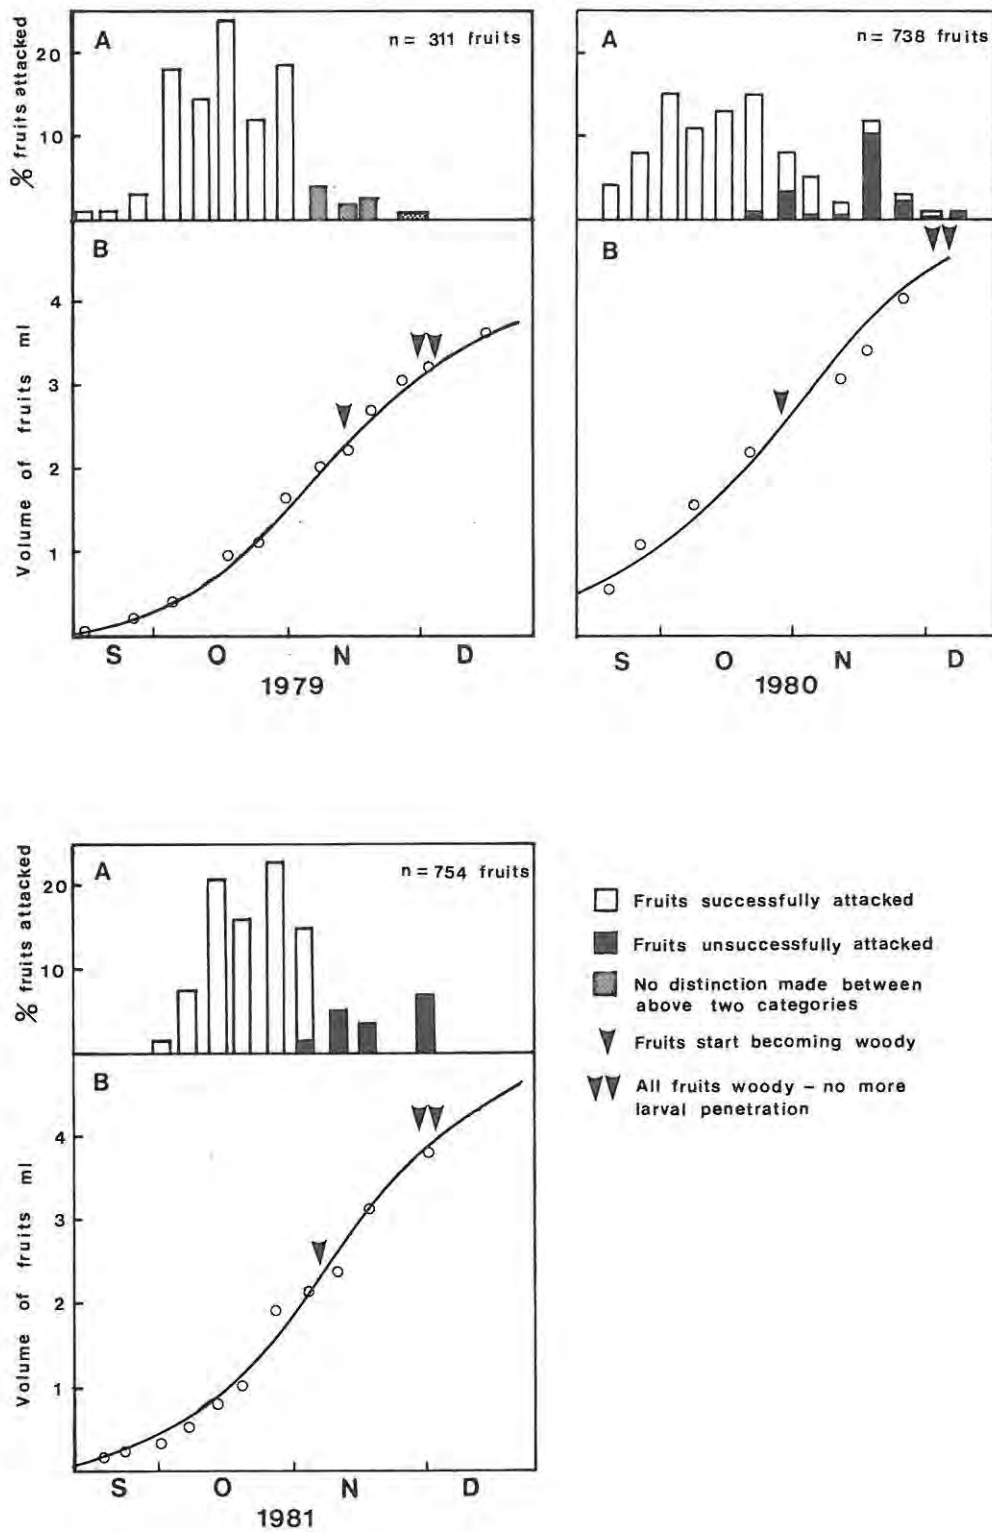 A
n = 311 fruits
% fruits attacked
20
10
B
Volume of fruits ml
4
3
2
1
S O N D
1979
A
n = 738 fruits
B
S O N D
1980
A
n = 754 fruits
% fruits attacked
20
10
B
Volume of fruits ml
4
3
2
1
S O N D
1981
Fruits successfully attacked
Fruits unsuccessfully attacked
No distinction made between
above two categories
Fruits start becoming woody
All fruits woody – no more
larval penetration